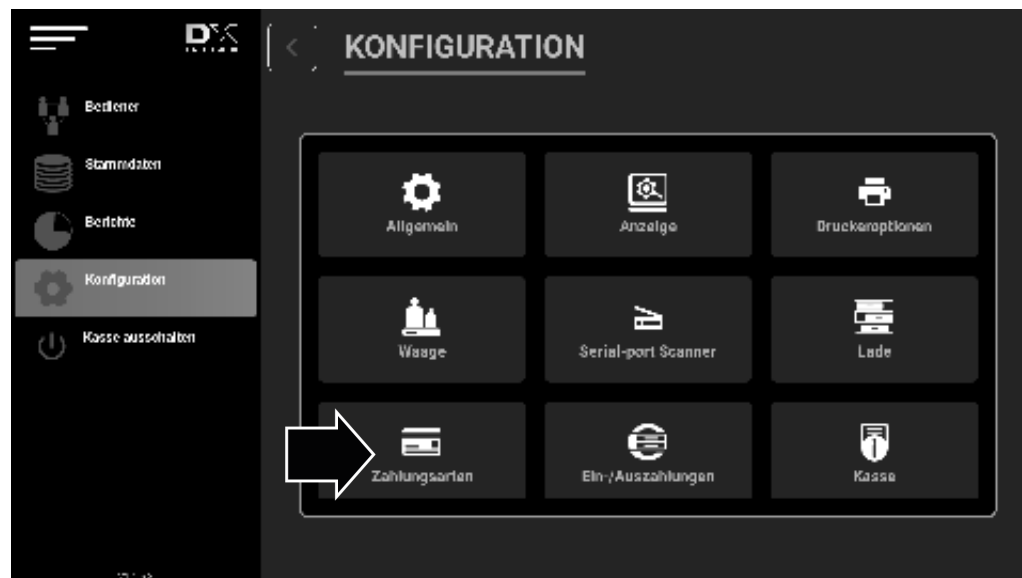 DX
KONFIGURATION
Bediener
Stammdaten
Berichte
Konfiguration
Kasse ausschalten
Allgemein
Anzeige
Druckeroptionen
Waage
Serial-port Scanner
Lade
Zahlungsarten
Ein-/Auszahlungen
Kasse